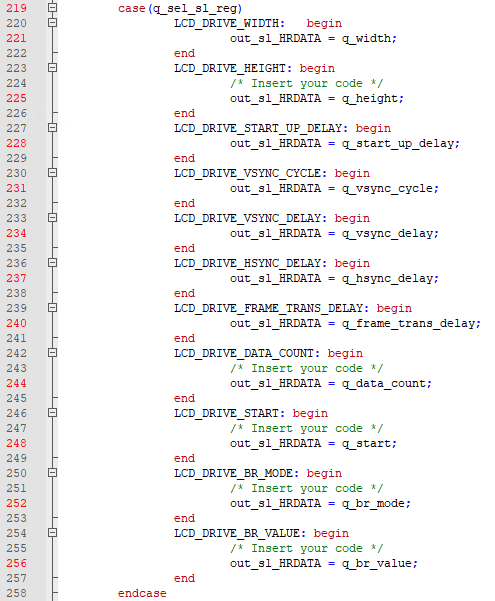 219 case(q_sel_sl_reg)
220 LCD_DRIVE_WIDTH: begin
221 out_sl_HRDATA = q_width;
222 end
223 LCD_DRIVE_HEIGHT: begin
224 /* Insert your code */
225 out_sl_HRDATA = q_height;
226 end
227 LCD_DRIVE_START_UP_DELAY: begin
228 out_sl_HRDATA = q_start_up_delay;
229 end
230 LCD_DRIVE_VSYNC_CYCLE: begin
231 out_sl_HRDATA = q_vsync_cycle;
232 end
233 LCD_DRIVE_VSYNC_DELAY: begin
234 out_sl_HRDATA = q_vsync_delay;
235 end
236 LCD_DRIVE_HSYNC_DELAY: begin
237 out_sl_HRDATA = q_hsync_delay;
238 end
239 LCD_DRIVE_FRAME_TRANS_DELAY: begin
240 out_sl_HRDATA = q_frame_trans_delay;
241 end
242 LCD_DRIVE_DATA_COUNT: begin
243 /* Insert your code */
244 out_sl_HRDATA = q_data_count;
245 end
246 LCD_DRIVE_START: begin
247 /* Insert your code */
248 out_sl_HRDATA = q_start;
249 end
250 LCD_DRIVE_BR_MODE: begin
251 /* Insert your code */
252 out_sl_HRDATA = q_br_mode;
253 end
254 LCD_DRIVE_BR_VALUE: begin
255 /* Insert your code */
256 out_sl_HRDATA = q_br_value;
257 end
258 endcase